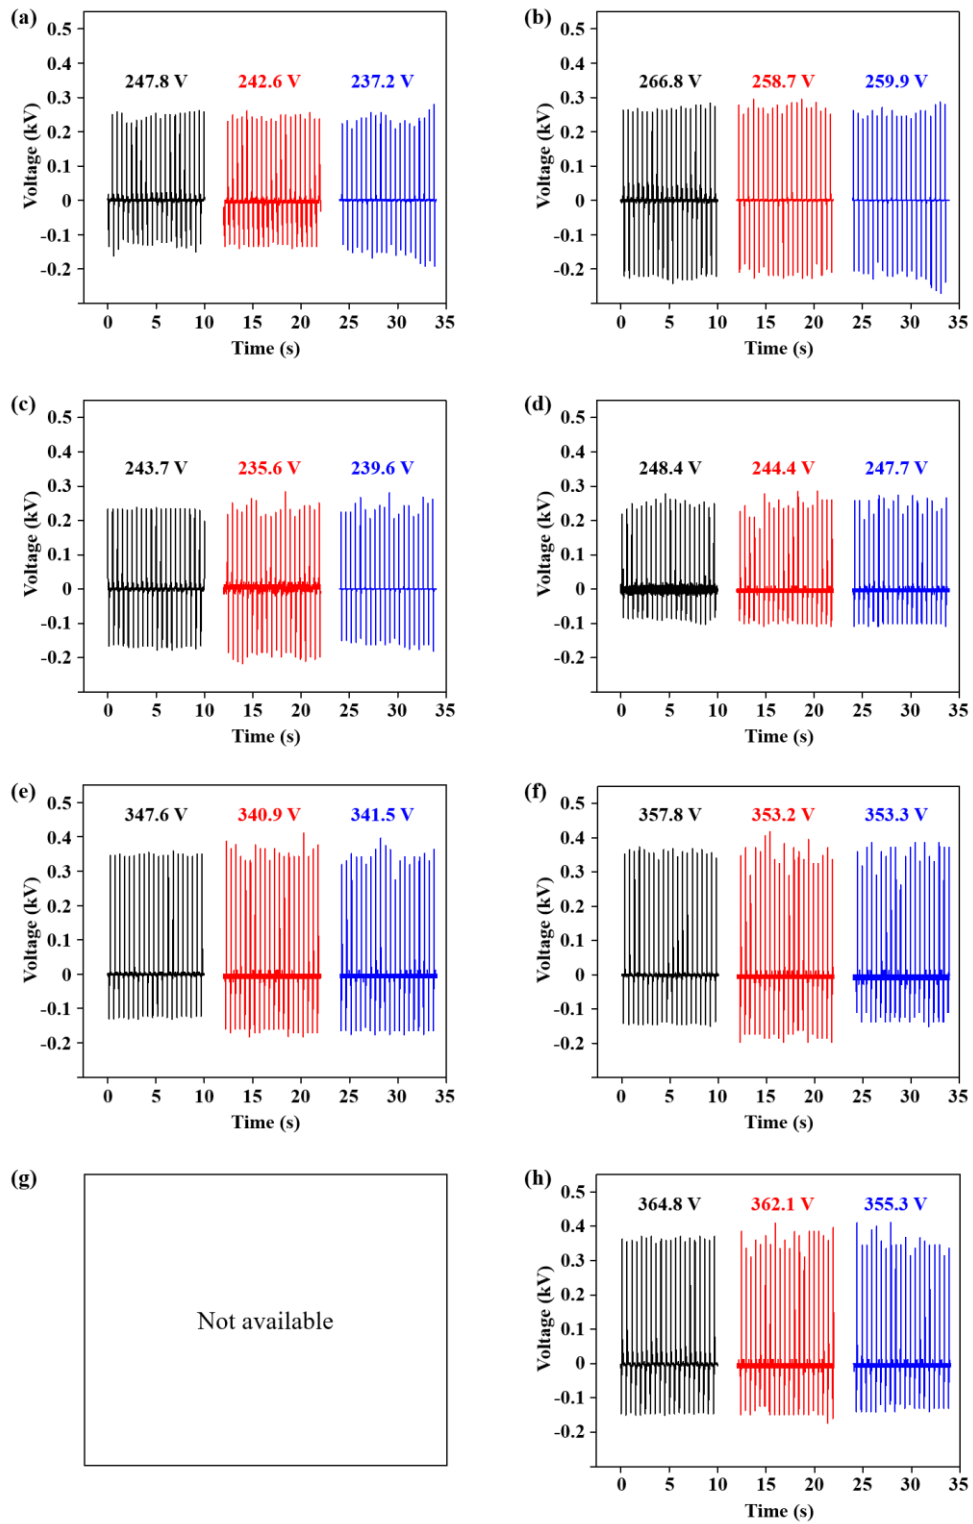 (a)
247.8 V 242.6 V 237.2 V
0.5
0.4
0.3
0.2
0.1
0
-0.1
-0.2
Voltage (kV)
0 5 10 15 20 25 30 35
Time (s)
(b)
266.8 V 258.7 V 259.9 V
0.5
0.4
0.3
0.2
0.1
0
-0.1
-0.2
Voltage (kV)
0 5 10 15 20 25 30 35
Time (s)
(c)
243.7 V 235.6 V 239.6 V
0.5
0.4
0.3
0.2
0.1
0
-0.1
-0.2
Voltage (kV)
0 5 10 15 20 25 30 35
Time (s)
(d)
248.4 V 244.4 V 247.7 V
0.5
0.4
0.3
0.2
0.1
0
-0.1
-0.2
Voltage (kV)
0 5 10 15 20 25 30 35
Time (s)
(e)
347.6 V 340.9 V 341.5 V
0.5
0.4
0.3
0.2
0.1
0
-0.1
-0.2
Voltage (kV)
0 5 10 15 20 25 30 35
Time (s)
(f)
357.8 V 353.2 V 353.3 V
0.5
0.4
0.3
0.2
0.1
0
-0.1
-0.2
Voltage (kV)
0 5 10 15 20 25 30 35
Time (s)
(g)
Not available
(h)
364.8 V 362.1 V 355.3 V
0.5
0.4
0.3
0.2
0.1
0
-0.1
-0.2
Voltage (kV)
0 5 10 15 20 25 30 35
Time (s)